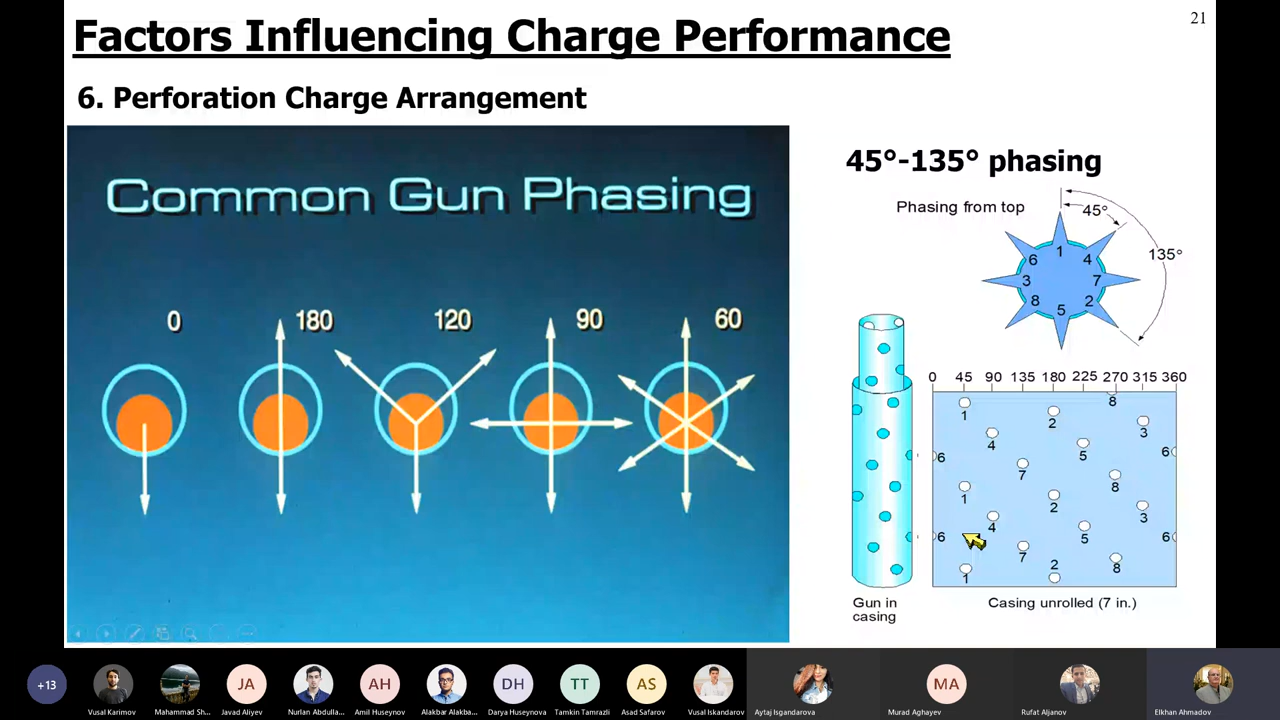 21
Factors Influencing Charge Performance
6. Perforation Charge Arrangement
Common Gun Phasing
0 180 120 90 60
45°-135° phasing
Phasing from top
45°
135°
1
6 4
3 7
8 2
5
0 45 90 135 180 225 270 315 360
8
1
2
3
4
5
6 6
7
8
1
2
3
4
5
6 6
7
2
8
1
Gun in
casing
Casing unrolled (7 in.)
+13
JA
AH
DH
TT
AS
MA
Vusal Karimov
Mahammad Sh...
Javad Aliyev
Nurlan Abdulla...
Amil Huseynov
Alakbar Alakba...
Darya Huseynova
Tamkin Tamrazli
Asad Safarov
Vusal Iskandarov
Aytaj Isgandarova
Murad Aghayev
Rufat Aljanov
Elkhan Ahmadov